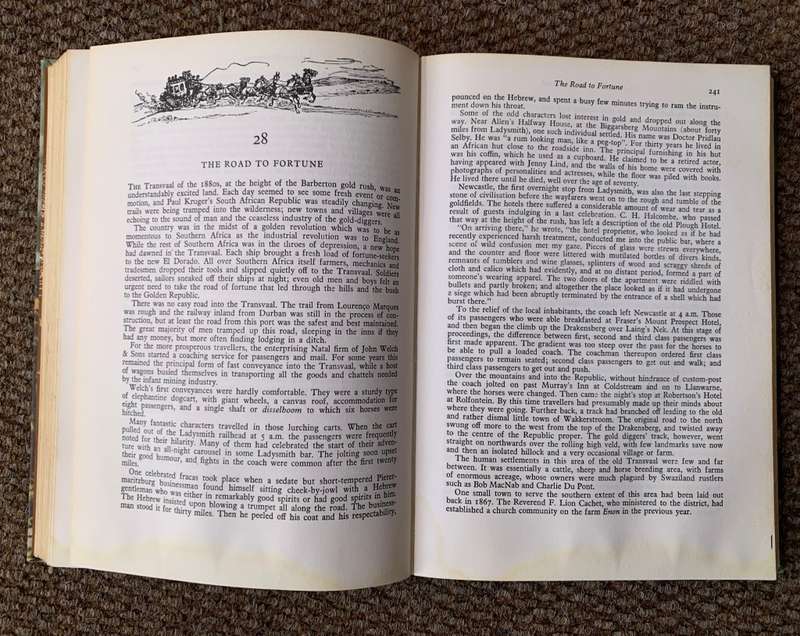 28
THE ROAD TO FORTUNE
THE Transvaal of the 1880s, at the height of the Barberton gold rush, was an
understandably excited land. Each day seemed to see some fresh event or com-
motion, and Paul Kruger's South African Republic was steadily changing. New
trails were being tramped into the wilderness; new towns and villages were all
echoing to the sound of man and the ceaseless industry of the gold-diggers.
The country was in the midst of a golden revolution which was to be as
momentous to Southern Africa as the industrial revolution was to England.
While the rest of Southern Africa was in the throes of depression, a new hope
had dawned in the Transvaal. Each ship brought a fresh load of fortune-seekers
to the new El Dorado. All over Southern Africa itself farmers, mechanics and
tradesmen dropped their tools and slipped quietly off to the Transvaal. Soldiers
deserted, sailors sneaked off their ships at night; even old men and boys felt an
urgent need to take the road of fortune that led through the hills and the bush
to the Golden Republic.
There was no easy road into the Transvaal. The trail from Lourenço Marques
was rough and the railway inland from Durban was still in the process of con-
struction, but at least the road from this port was the safest and best maintained.
The great majority of men tramped up this road, sleeping in the inns if they
had any money, but more often finding lodging in a ditch.
For the more prosperous travellers, the enterprising Natal firm of John Welch
& Sons started a coaching service for passengers and mail. For some years this
remained the principal form of fast conveyance into the Transvaal, while a host
of wagons busied themselves in transporting all the goods and chattels needed
by the infant mining industry.
Welch's first conveyances were hardly comfortable. They were a sturdy type
of elephantine dogcart, with giant wheels, a canvas roof, accommodation for
eight passengers, and a single shaft or disselboom to which six horses were
hitched.
Many fantastic characters travelled in those lurching carts. When the cart
pulled out of the Ladysmith railhead at 5 a.m. the passengers were frequently
noted for their hilarity. Many of them had celebrated the start of their adven-
ture with an all-night carousel in some Ladysmith bar. The jolting soon upset
their good humour, and fights in the coach were common after the first twenty
miles.
One celebrated fracas took place when a sedate but short-tempered Pieter-
maritzburg businessman found himself sitting cheek-by-jowl with a Hebrew
gentleman who was either in remarkably good spirits or had good spirits in him.
The Hebrew insisted upon blowing a trumpet all along the road. The business-
man stood it for thirty miles. Then he peeled off his coat and his respectability,
The Road to Fortune
241
pounced on the Hebrew, and spent a busy few minutes trying to ram the instru-
ment down his throat.
Some of the odd characters lost interest in gold and dropped out along the
way. Near Allen's Halfway House, at the Biggarsberg Mountains (about forty
miles from Ladysmith), one such individual settled. His name was Doctor Pridlau
Selby. He was "a rum looking man, like a peg-top". For thirty years he lived in
an African hut close to the roadside inn. The principal furnishing in his hut
was his coffin, which he used as a cupboard. He claimed to be a retired actor,
having appeared with Jenny Lind, and the walls of his home were covered with
photographs of personalities and actresses, while the floor was piled with books.
He lived there until he died, well over the age of seventy.
Newcastle, the first overnight stop from Ladysmith, was also the last stepping
stone of civilisation before the wayfarers went on to the rough and tumble of the
goldfields. The hotels there suffered a considerable amount of wear and tear as a
result of guests indulging in a last celebration. C. H. Halcombe, who passed
that way at the height of the rush, has left a description of the old Plough Hotel.
"On arriving there," he wrote, "the hotel proprietor, who looked as if he had
recently experienced harsh treatment, conducted me into the public bar, where a
scene of wild confusion met my gaze. Pieces of glass were strewn everywhere,
and the counter and floor were littered with mutilated bottles of divers kinds,
remnants of tumblers and wine glasses, splinters of wood and scraggy shreds of
cloth and calico which had evidently, and at no distant period, formed a part of
someone's wearing apparel. The two doors of the apartment were riddled with
bullets and partly broken; and altogether the place looked as if it had undergone
a siege which had been abruptly terminated by the entrance of a shell which had
burst there."
To the relief of the local inhabitants, the coach left Newcastle at 4 a.m. Those
of its passengers who were able breakfasted at Fraser's Mount Prospect Hotel,
and then began the climb up the Drakensberg over Laing's Nek. At this stage of
proceedings, the difference between first, second and third class passengers was
first made apparent. The gradient was too steep over the pass for the horses to
be able to pull a loaded coach. The coachman thereupon ordered first class
passengers to remain seated; second class passengers to get out and walk; and
third class passengers to get out and push.
Over the mountains and into the Republic, without hindrance of custom-post
the coach jolted on past Murray's Inn at Coldstream and on to Llanwarne,
where the horses were changed. Then came the night's stop at Robertson's Hotel
at Rolfontein. By this time travellers had presumably made up their minds about
where they were going. Further back, a track had branched off leading to the old
and rather dismal little town of Wakkerstroom. The original road to the north
swung off more to the west from the top of the Drakensberg, and twisted away
to the centre of the Republic proper. The gold diggers' track, however, went
straight on northwards over the rolling high veld, with few landmarks save now
and then an isolated hillock and a very occasional village or farm.
The human settlements in this area of the old Transvaal were few and far
between. It was essentially a cattle, sheep and horse breeding area, with farms
of enormous acreage, whose owners were much plagued by Swaziland rustlers
such as Bob MacNab and Charlie Du Pont.
One small town to serve the southern extent of this area had been laid out
back in 1867. The Reverend F. Lion Cachet, who ministered to the district, had
established a church community on the farm Emon in the previous year.